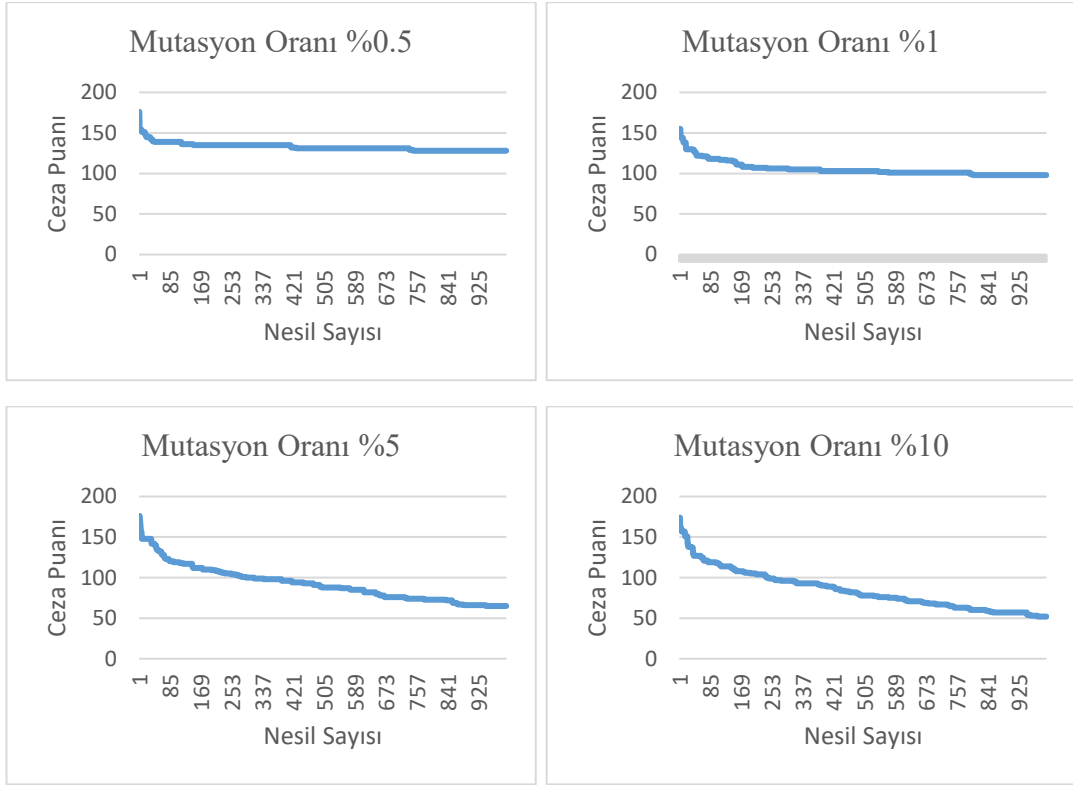 Mutasyon Oranı %0.5
200
150
100
50
0
Ceza Puanı
1 85 169 253 337 421 505 589 673 757 841 925
Nesil Sayısı
Mutasyon Oranı %1
200
150
100
50
0
Ceza Puanı
1 85 169 253 337 421 505 589 673 757 841 925
Nesil Sayısı
Mutasyon Oranı %5
200
150
100
50
0
Ceza Puanı
1 85 169 253 337 421 505 589 673 757 841 925
Nesil Sayısı
Mutasyon Oranı %10
200
150
100
50
0
Ceza Puanı
1 85 169 253 337 421 505 589 673 757 841 925
Nesil Sayısı